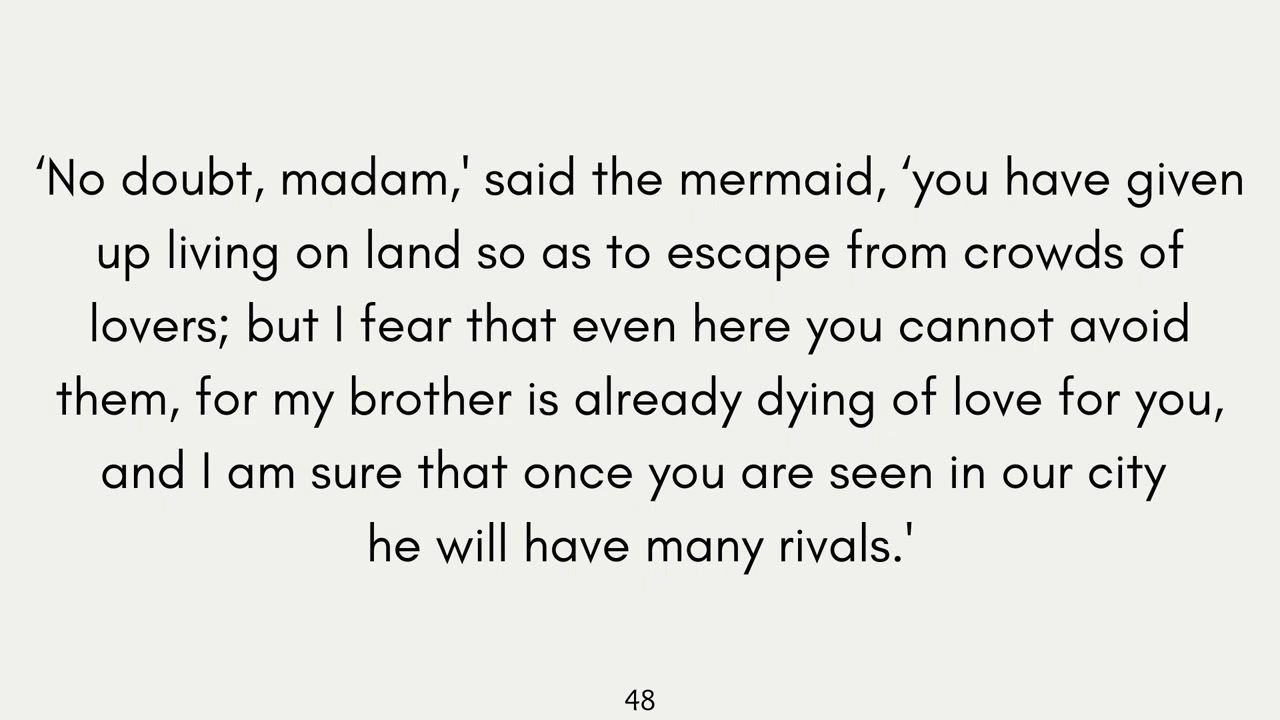 ‘No doubt, madam,' said the mermaid, ‘you have given
up living on land so as to escape from crowds of
lovers; but I fear that even here you cannot avoid
them, for my brother is already dying of love for you,
and I am sure that once you are seen in our city
he will have many rivals.'
48